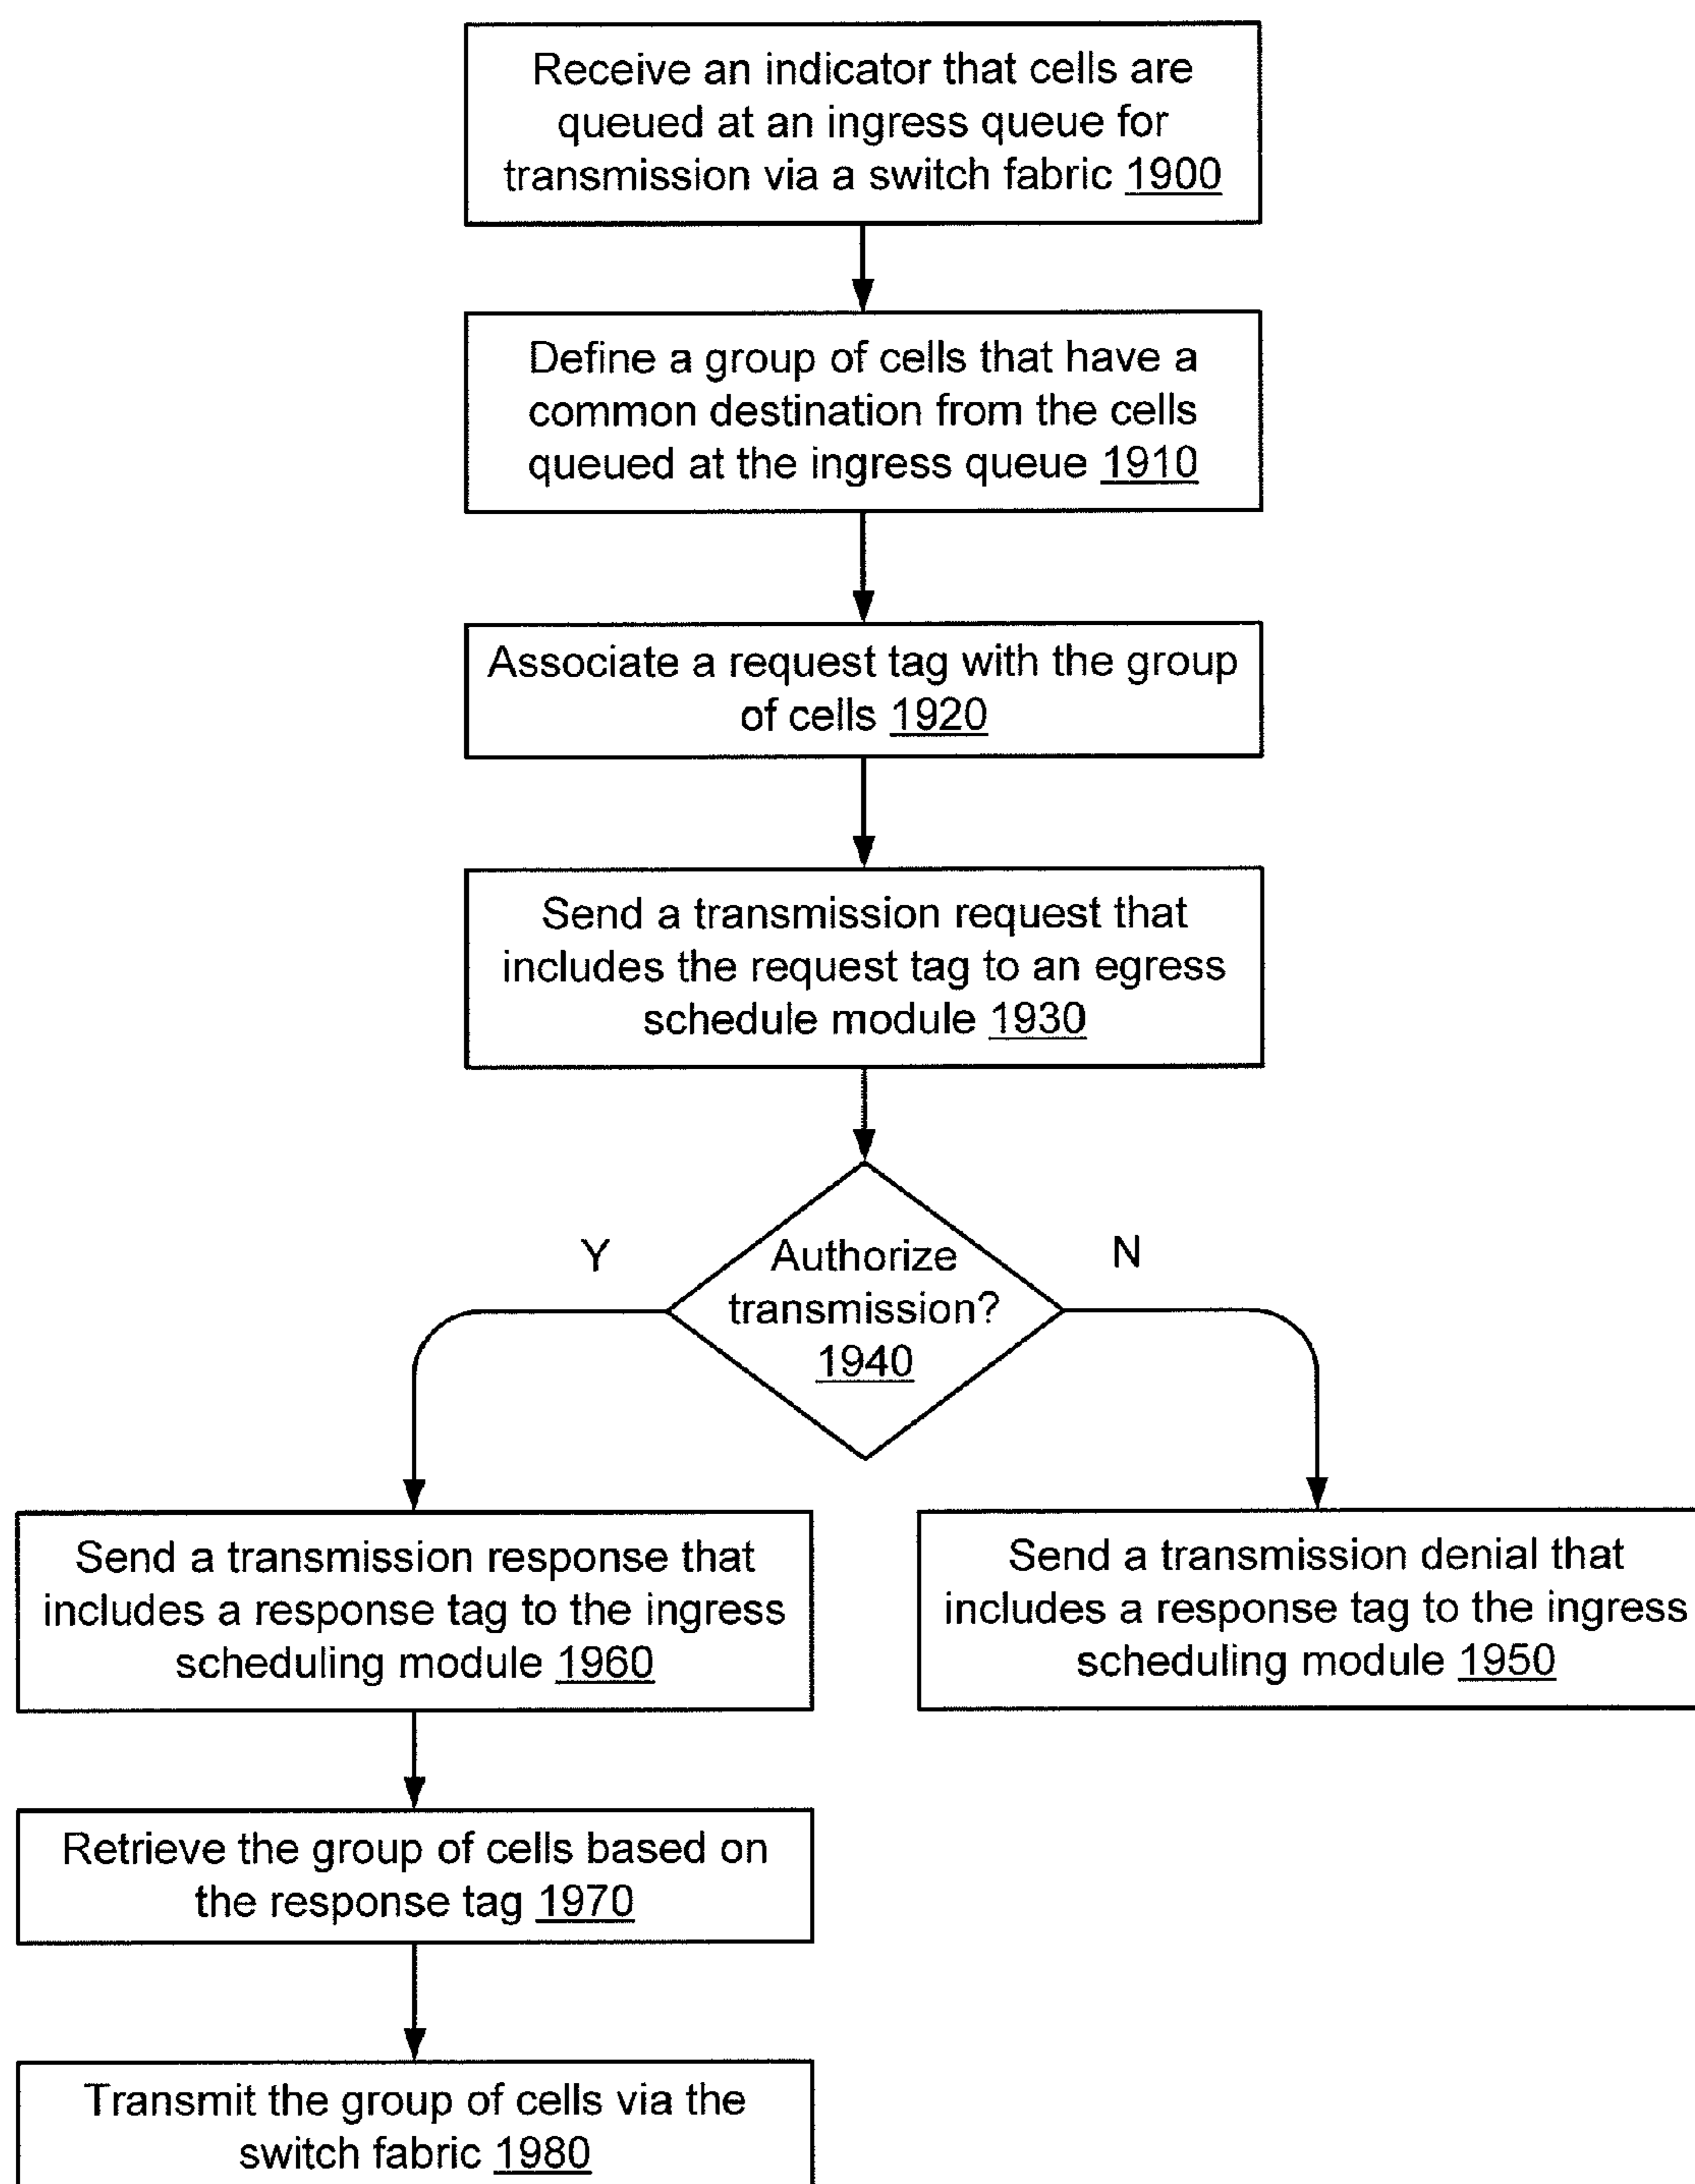 Receive an indicator that cells are
queued at an ingress queue for
transmission via a switch fabric 1900
Define a group of cells that have a
common destination from the cells
queued at the ingress queue 1910
Associate a request tag with the group
of cells 1920
Send a transmission request that
includes the request tag to an egress
schedule module 1930
Authorize
transmission?
1940
Y
N
Send a transmission response that
includes a response tag to the ingress
scheduling module 1960
Send a transmission denial that
includes a response tag to the ingress
scheduling module 1950
Retrieve the group of cells based on
the response tag 1970
Transmit the group of cells via the
switch fabric 1980